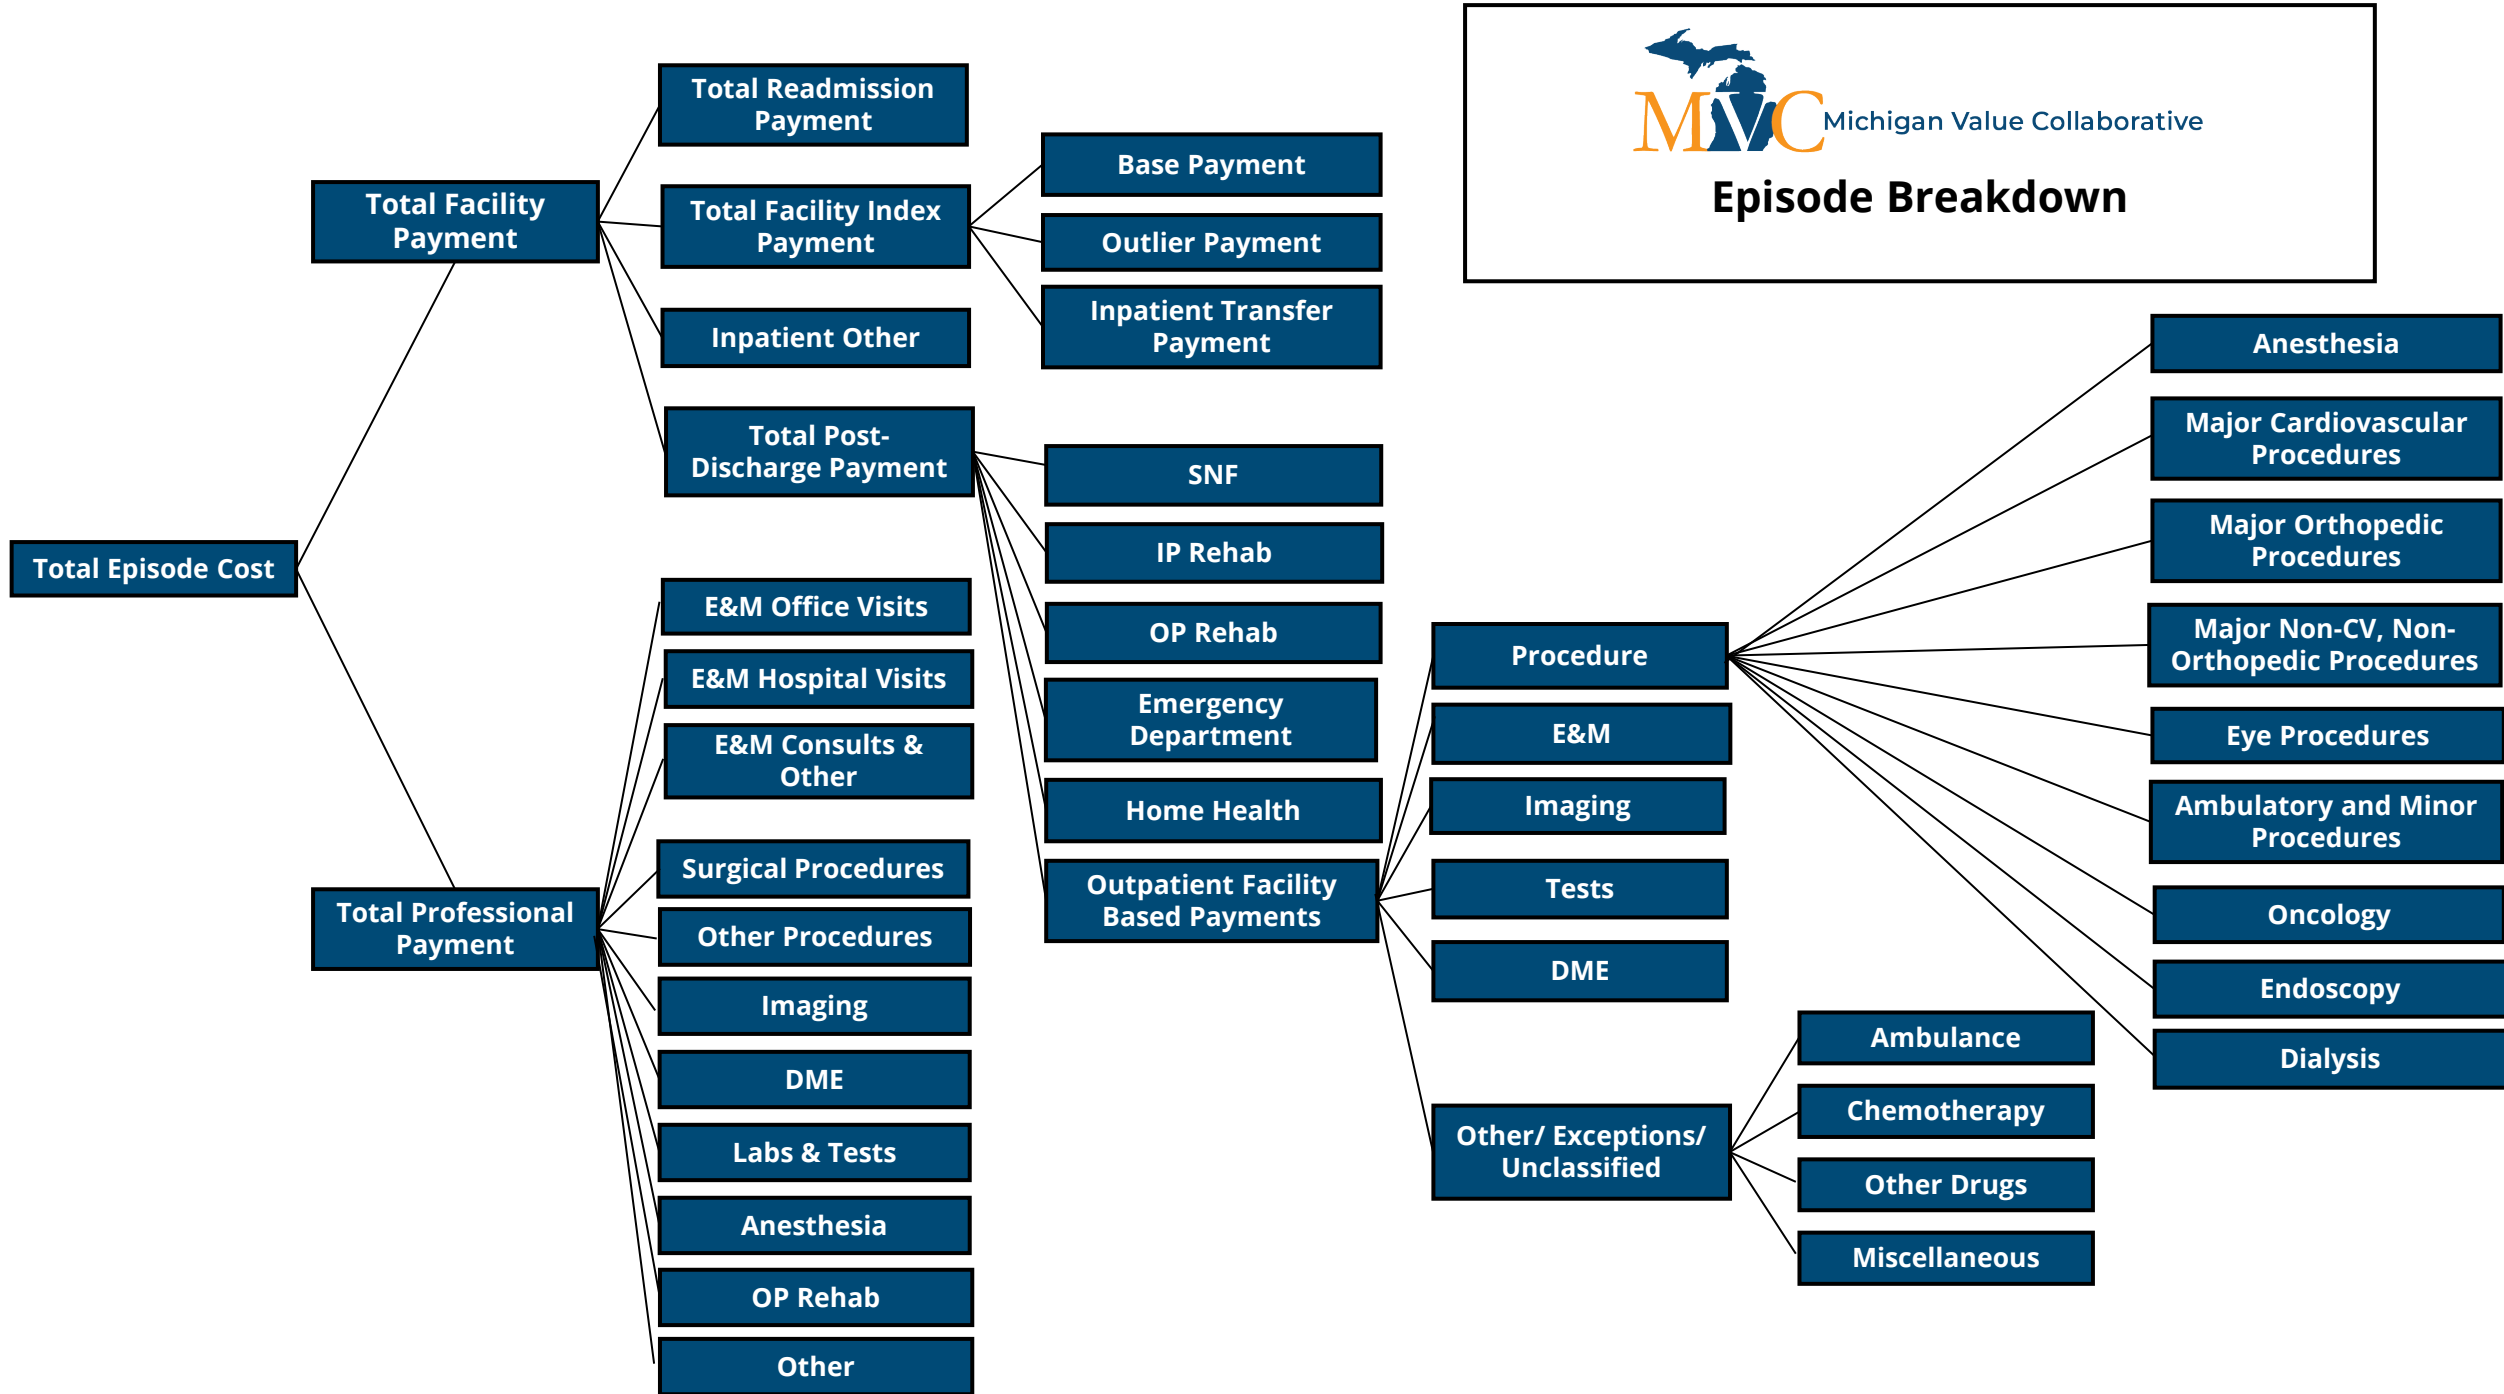 MVC Michigan Value Collaborative
Episode Breakdown
Total Episode Cost
Total Facility
Payment
Total Readmission
Payment
Total Facility Index
Payment
Base Payment
Outlier Payment
Inpatient Transfer
Payment
Inpatient Other
Total Post-
Discharge Payment
SNF
IP Rehab
OP Rehab
Emergency
Department
Home Health
Outpatient Facility
Based Payments
Procedure
Anesthesia
Major Cardiovascular
Procedures
Major Orthopedic
Procedures
Major Non-CV, Non-
Orthopedic Procedures
Eye Procedures
Ambulatory and Minor
Procedures
Oncology
Endoscopy
Dialysis
E&M
Imaging
Tests
DME
Other/ Exceptions/
Unclassified
Ambulance
Chemotherapy
Other Drugs
Miscellaneous
Total Professional
Payment
E&M Office Visits
E&M Hospital Visits
E&M Consults &
Other
Surgical Procedures
Other Procedures
Imaging
DME
Labs & Tests
Anesthesia
OP Rehab
Other